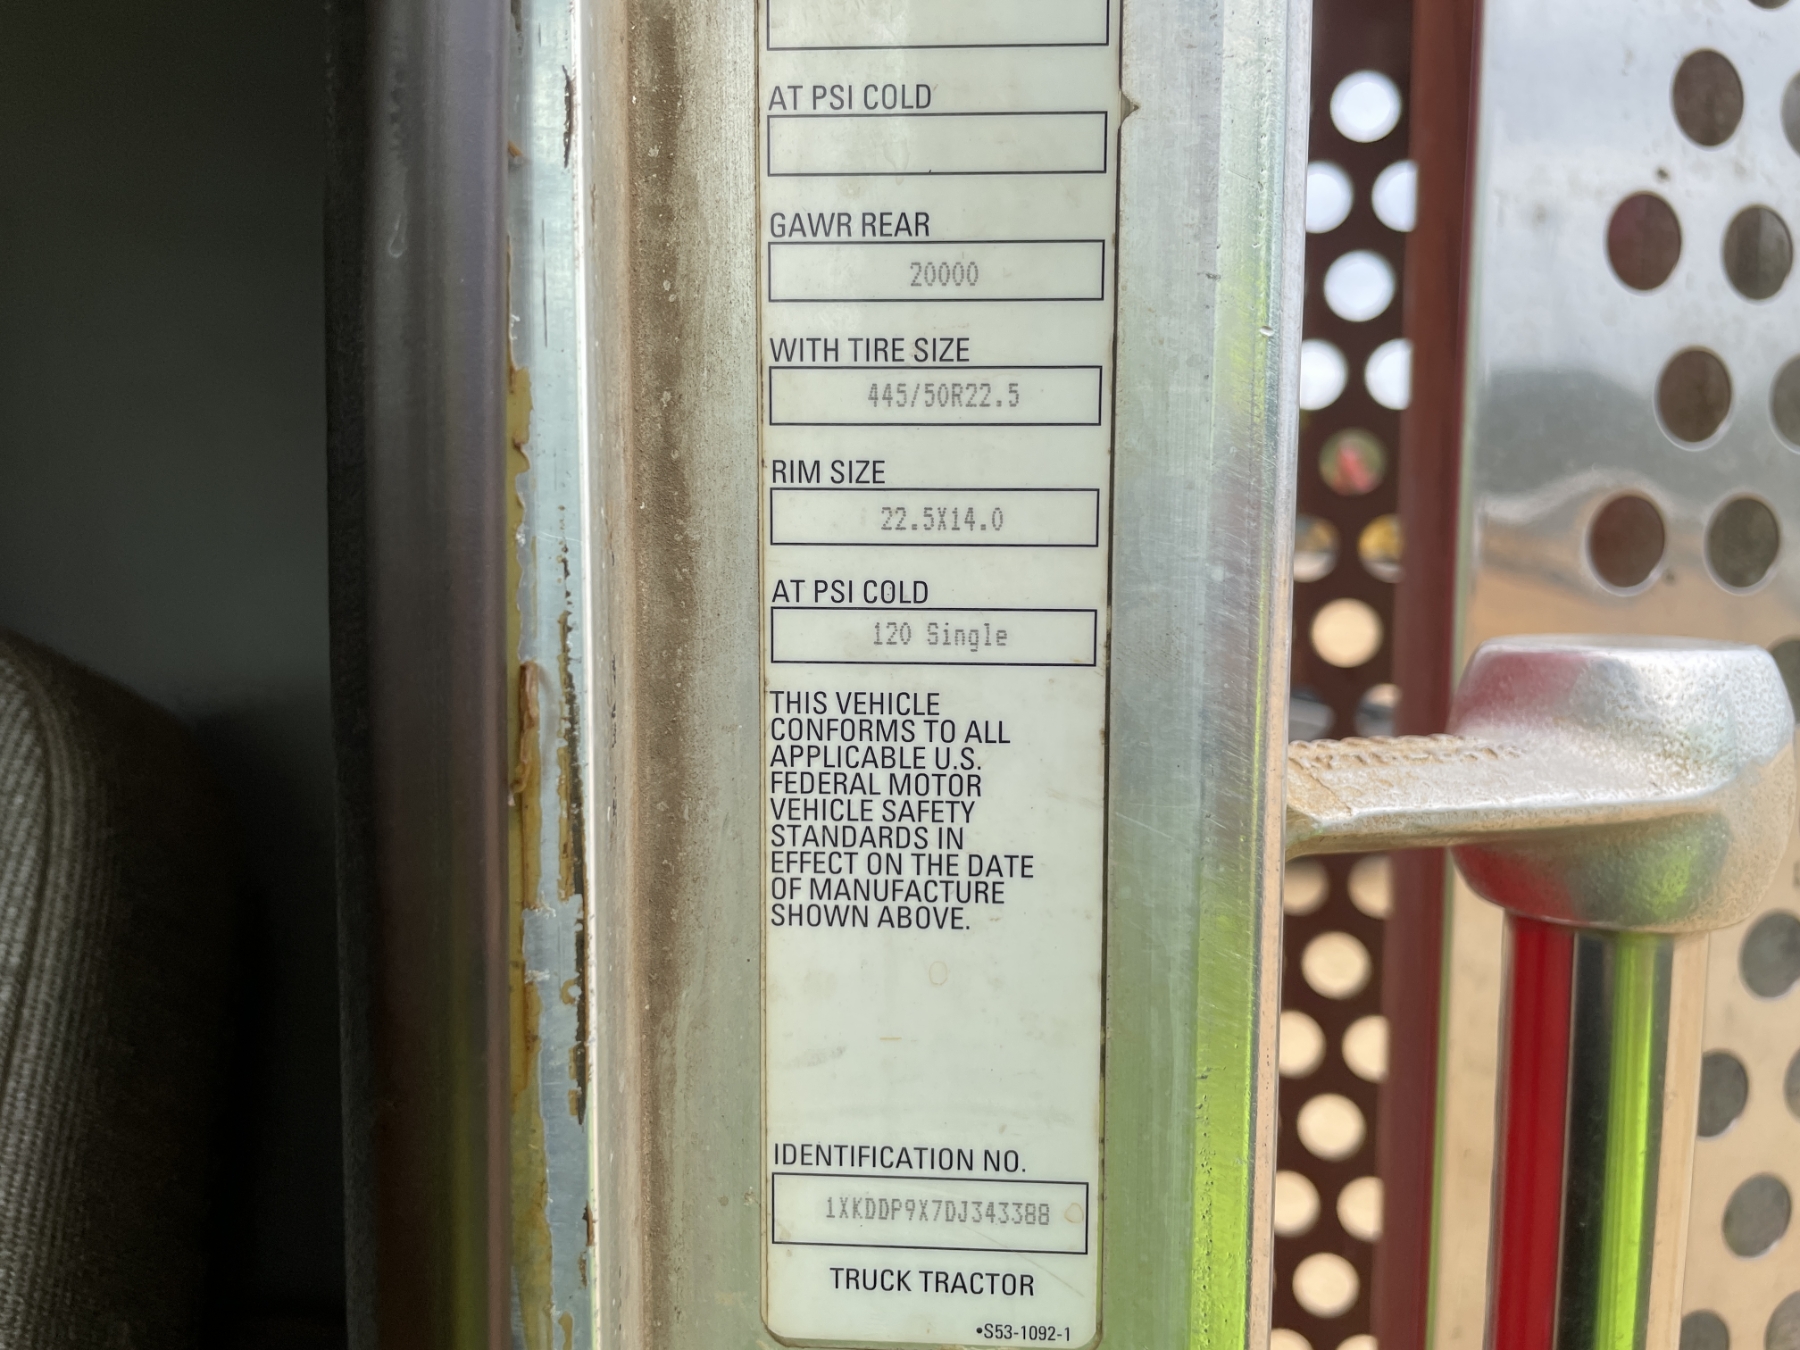 AT PSI COLD
GAWR REAR
20000
WITH TIRE SIZE
445/50R22.5
RIM SIZE
22.5X14.0
AT PSI COLD
120 Single
THIS VEHICLE
CONFORMS TO ALL
APPLICABLE U.S.
FEDERAL MOTOR
VEHICLE SAFETY
STANDARDS IN
EFFECT ON THE DATE
OF MANUFACTURE
SHOWN ABOVE.
IDENTIFICATION NO.
1XKDDP9X7DJ343388
TRUCK TRACTOR
•S53-1092-1